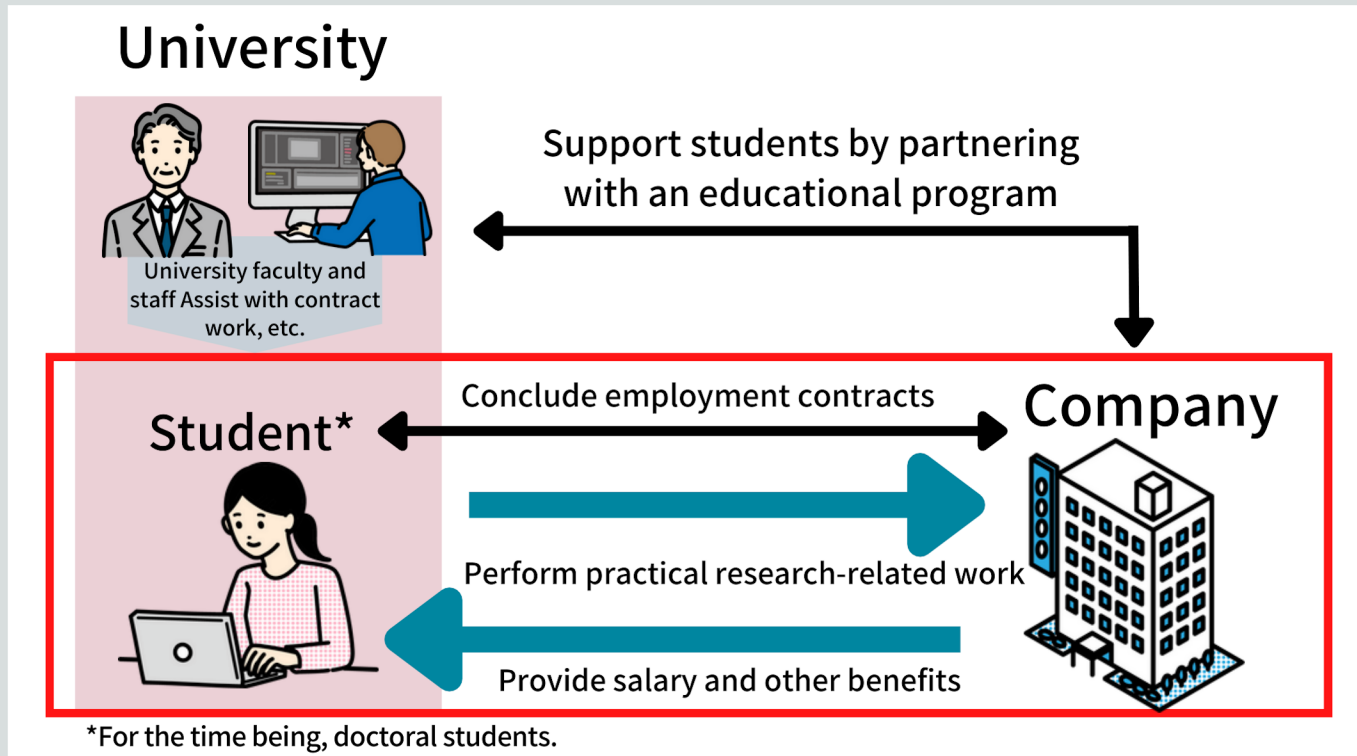 University
Support students by partnering
with an educational program
University faculty and
staff Assist with contract
work, etc.
Conclude employment contracts
Student*
Company
Perform practical research-related work
Provide salary and other benefits
*For the time being, doctoral students.